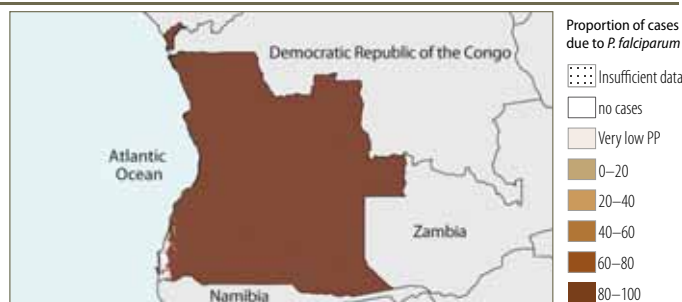 Democratic Republic of the Congo
Atlantic
Ocean
Zambia
Namibia
Proportion of cases
due to P. falciparum
Insufficient data
no cases
Very low PP
0–20
20–40
40–60
60–80
80–100